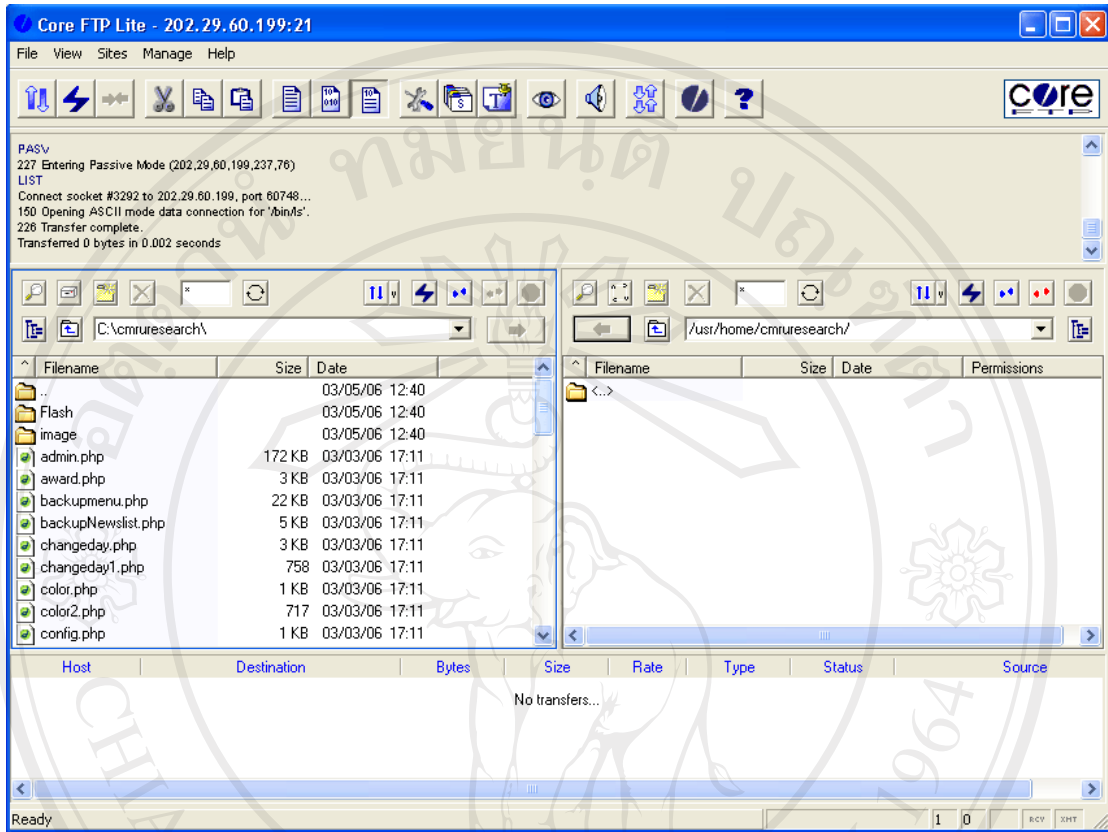 Core FTP Lite - 202.29.60.199:21
File View Sites Manage Help
core
PASV
227 Entering Passive Mode (202,29,60,199,237,76)
LIST
Connect socket #3292 to 202.29.60.199, port 60748...
150 Opening ASCII mode data connection for '/bin/ls'.
226 Transfer complete.
Transferred 0 bytes in 0.002 seconds
C:\cmruresearch\
/usr/home/cmruresearch/
^ Filename Size Date
.. 03/05/06 12:40
Flash 03/05/06 12:40
image 03/05/06 12:40
admin.php 172 KB 03/03/06 17:11
award.php 3 KB 03/03/06 17:11
backupmenu.php 22 KB 03/03/06 17:11
backupNewslist.php 5 KB 03/03/06 17:11
changeday.php 3 KB 03/03/06 17:11
changeday1.php 758 03/03/06 17:11
color.php 1 KB 03/03/06 17:11
color2.php 717 03/03/06 17:11
config.php 1 KB 03/03/06 17:11
^ Filename Size Date Permissions
<..>
Host Destination Bytes Size Rate Type Status Source
No transfers...
Ready
1 0 RCV XMT
1964